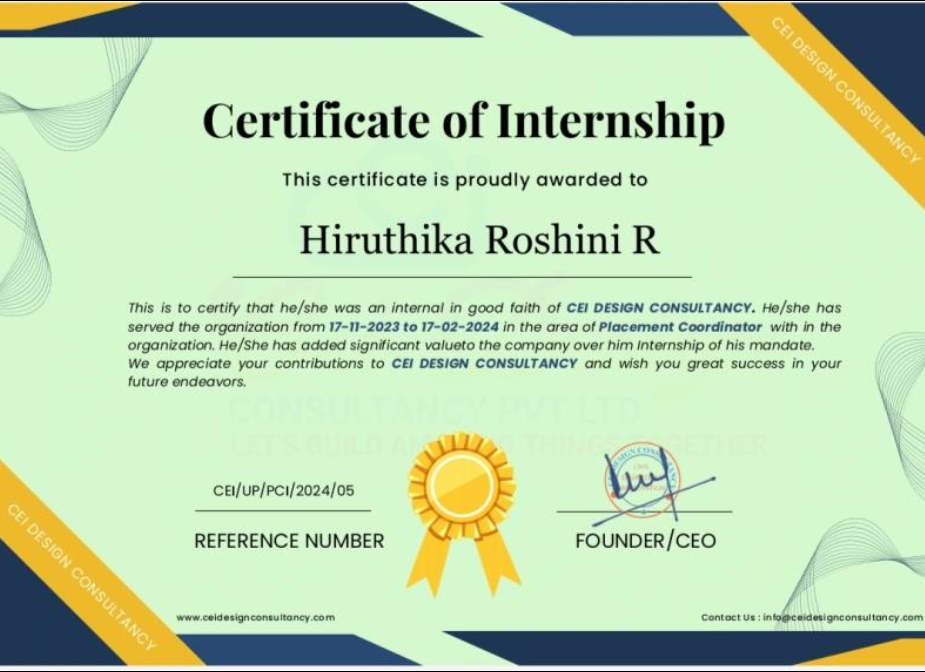 CEI DESIGN CONSULTANCY
Certificate of Internship
This certificate is proudly awarded to
Hiruthika Roshini R
This is to certify that he/she was an internal in good faith of CEI DESIGN CONSULTANCY. He/she has
served the organization from 17-11-2023 to 17-02-2024 in the area of Placement Coordinator with in the
organization. He/She has added significant valueto the company over him Internship of his mandate.
We appreciate your contributions to CEI DESIGN CONSULTANCY and wish you great success in your
future endeavors.
CONSULTANCY PVT LTD
LET'S BUILD AMAZING THINGS TOGETHER
CEI/UP/PCI/2024/05
REFERENCE NUMBER
FOUNDER/CEO
CEI DESIGN CONSULTANCY
www.ceidesignconsultancy.com
Contact Us : info@ceidesignconsultancy.com